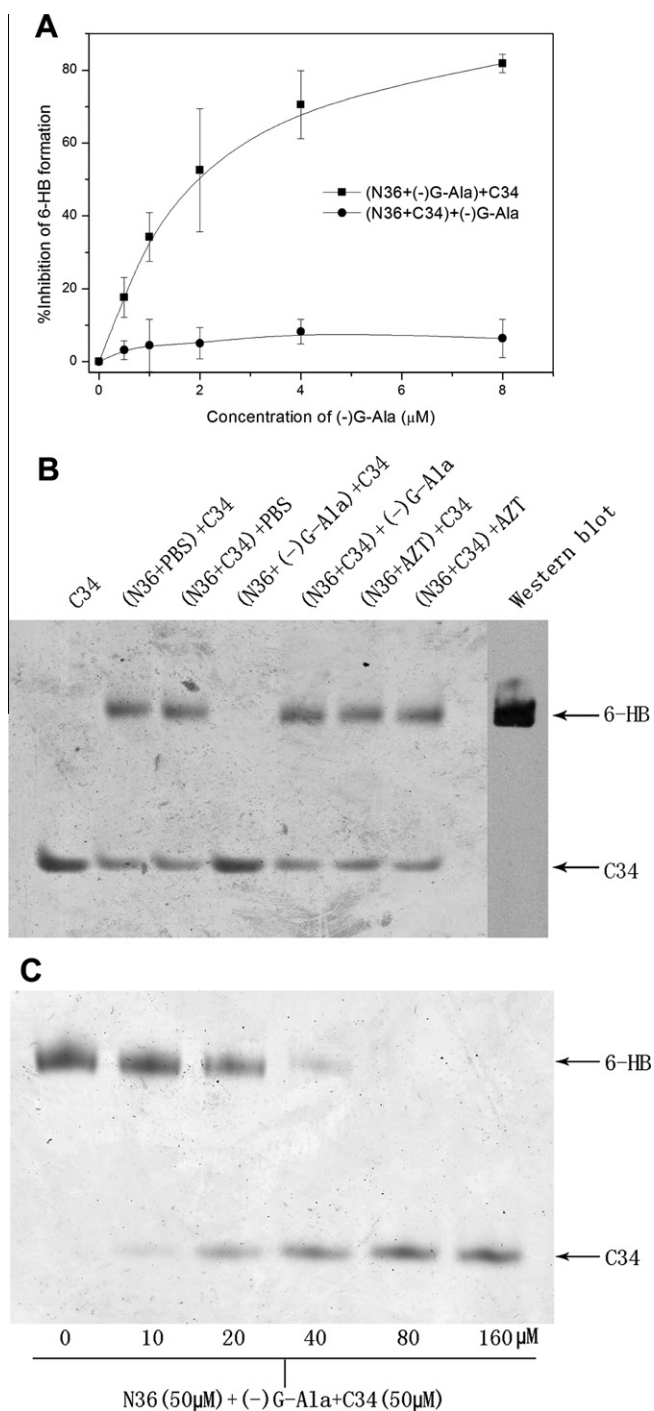 A
%Inhibition of 6-HB formation
80
60
40
20
0
(N36+(-)G-Ala)+C34
(N36+C34)+(-)G-Ala
0 2 4 6 8
Concentration of (-)G-Ala (µM)
B
C34
(N36+PBS)+C34
(N36+C34)+PBS
(N36+(-)G-Ala)+C34
(N36+C34)+(-)G-Ala
(N36+AZT)+C34
(N36+C34)+AZT
Western blot
6-HB
C34
C
6-HB
C34
0 10 20 40 80 160 µM
N36(50µM)+(-)G-Ala+C34(50µM)